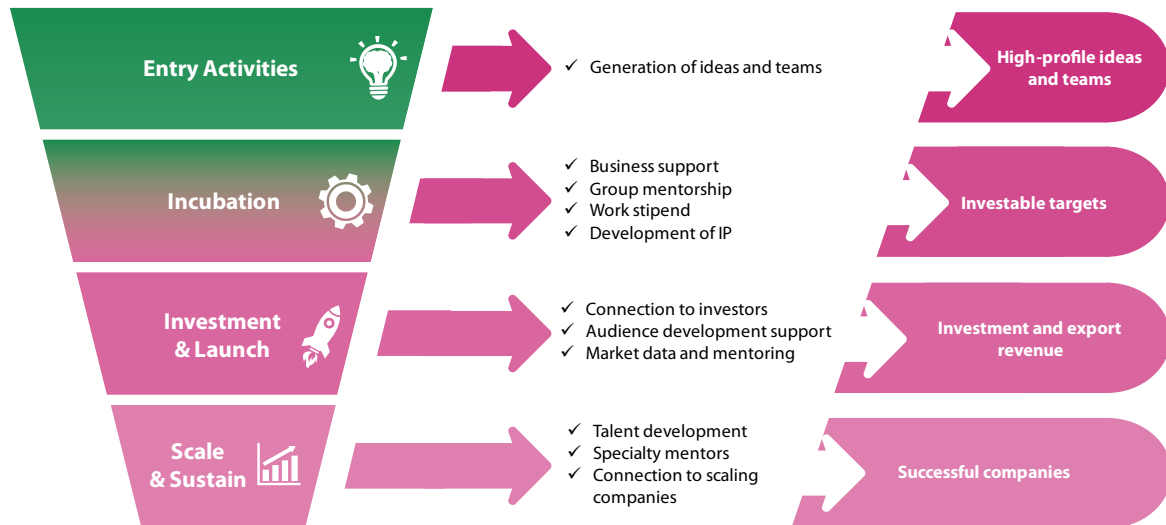 Entry Activities
✓ Generation of ideas and teams
High-profile ideas
and teams
Incubation
✓ Business support
✓ Group mentorship
✓ Work stipend
✓ Development of IP
Investable targets
Investment
& Launch
✓ Connection to investors
✓ Audience development support
✓ Market data and mentoring
Investment and export
revenue
Scale
& Sustain
✓ Talent development
✓ Specialty mentors
✓ Connection to scaling
companies
Successful companies